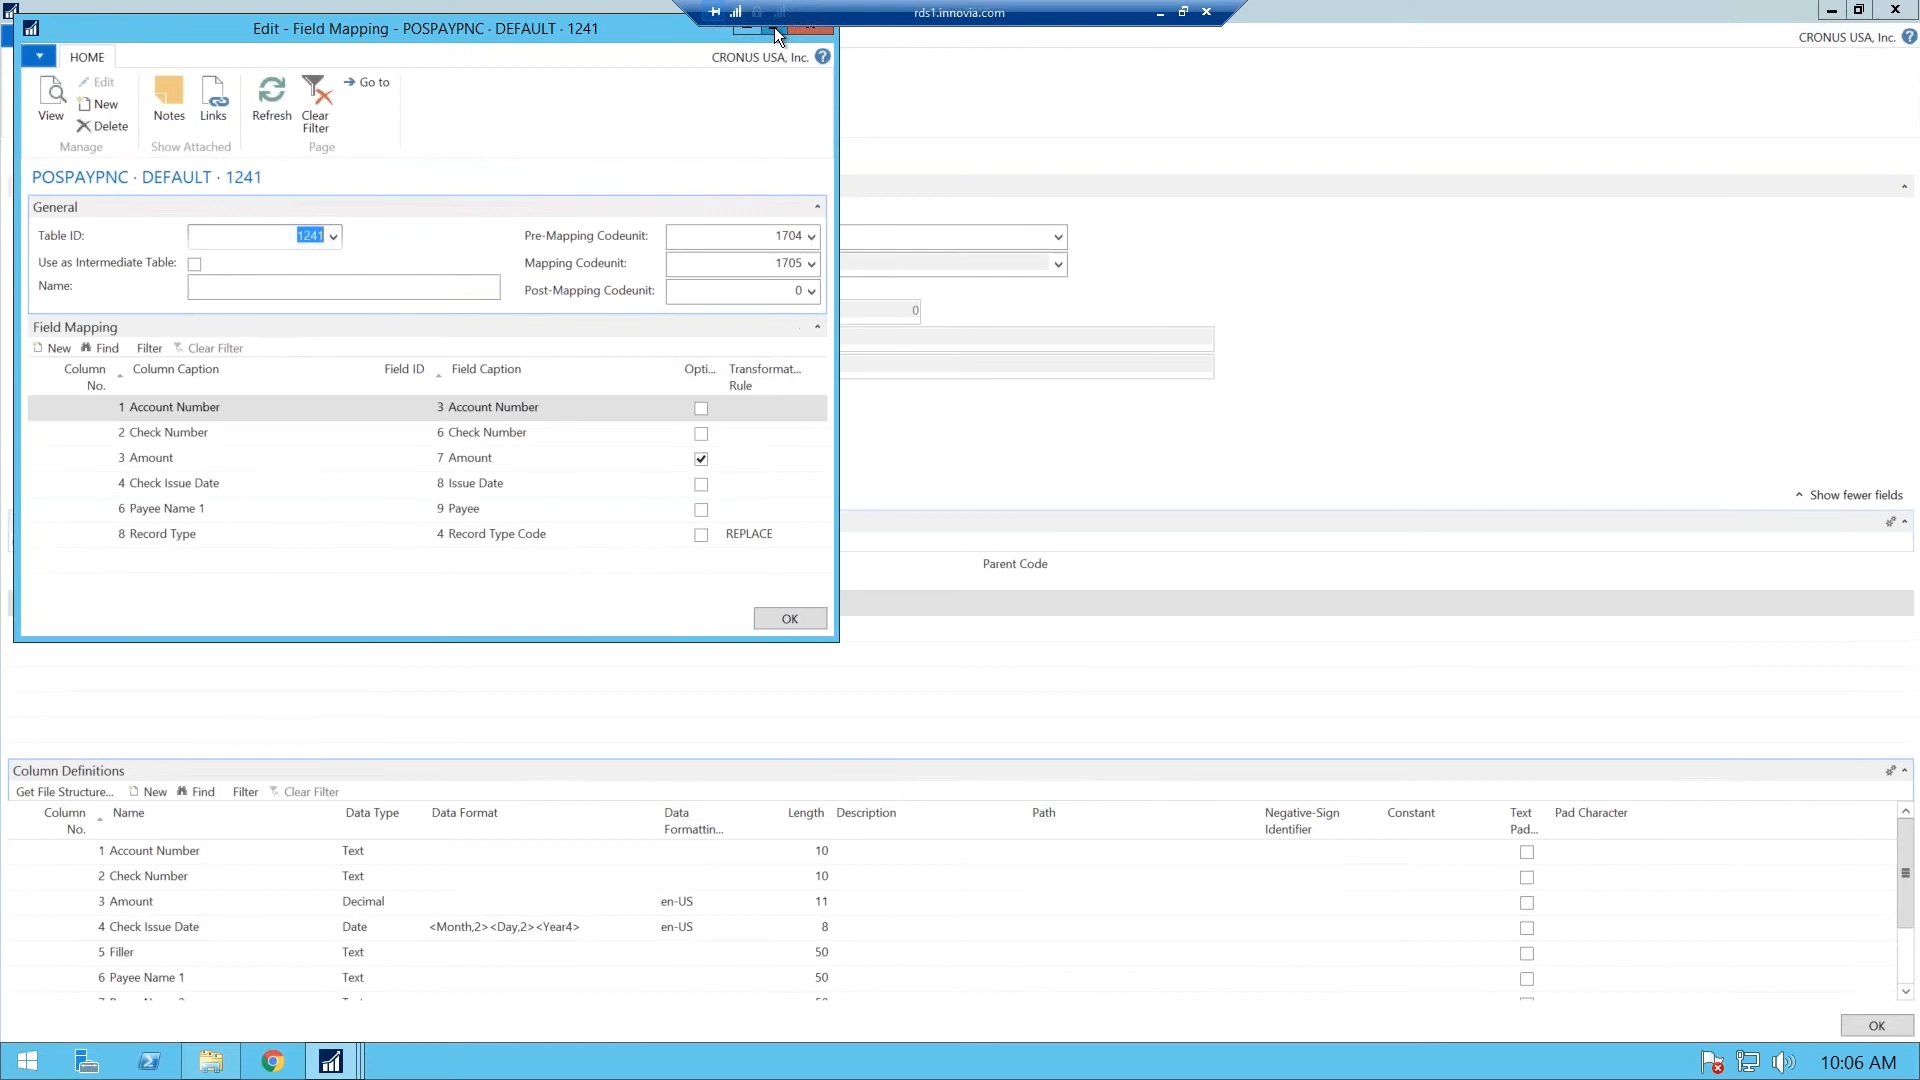 rds1.innovia.com
Edit - Field Mapping - POSPAYPNC · DEFAULT · 1241
CRONUS USA, Inc.
HOME
CRONUS USA, Inc.
View
Edit
New
Delete
Manage
Notes
Links
Show Attached
Refresh
Clear
Filter
Go to
Page
POSPAYPNC · DEFAULT · 1241
General
Table ID: 1241
Pre-Mapping Codeunit: 1704
Use as Intermediate Table:
Mapping Codeunit: 1705
Name:
Post-Mapping Codeunit: 0
0
Field Mapping
New Find Filter Clear Filter
Column No. Column Caption Field ID Field Caption Opti... Transformat... Rule
1 Account Number 3 Account Number
2 Check Number 6 Check Number
3 Amount 7 Amount
4 Check Issue Date 8 Issue Date
6 Payee Name 1 9 Payee
8 Record Type 4 Record Type Code REPLACE
Show fewer fields
Parent Code
OK
Column Definitions
Get File Structure... New Find Filter Clear Filter
Column No. Name Data Type Data Format Data Formattin... Length Description Path Negative-Sign Identifier Constant Text Pad... Pad Character
1 Account Number Text 10
2 Check Number Text 10
3 Amount Decimal en-US 11
4 Check Issue Date Date <Month,2><Day,2><Year4> en-US 8
5 Filler Text 50
6 Payee Name 1 Text 50
OK
10:06 AM